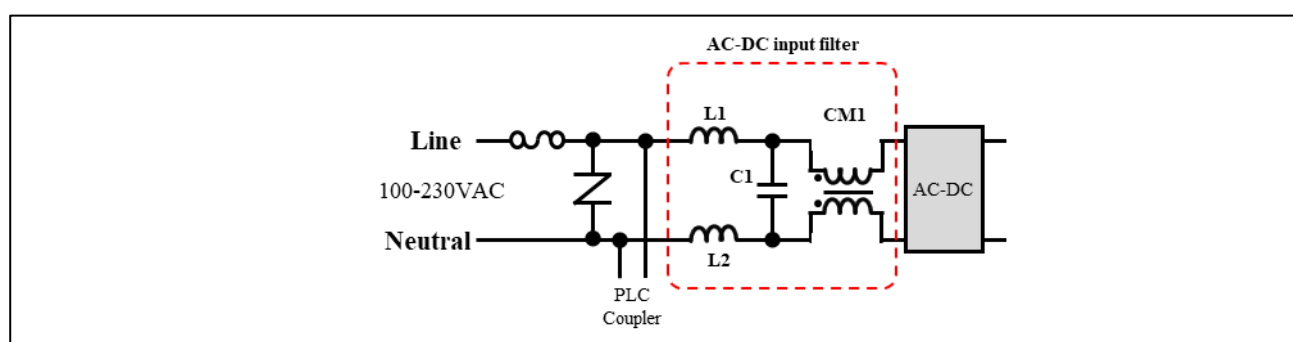 AC-DC input filter
L1
CM1
Line
C1
100-230VAC
AC-DC
Neutral
L2
PLC
Coupler